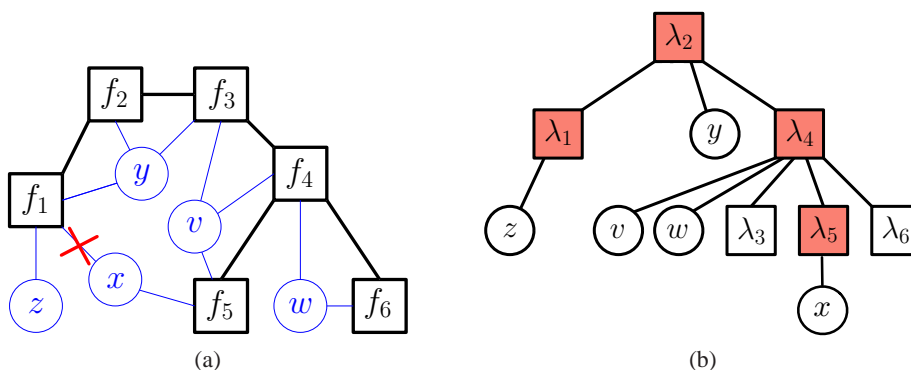 f₂ f₃
y
f₁ f₄
v
x
z f₅ w f₆
(a)
λ₂
λ₁ y λ₄
z v w λ₃ λ₅ λ₆
x
(b)